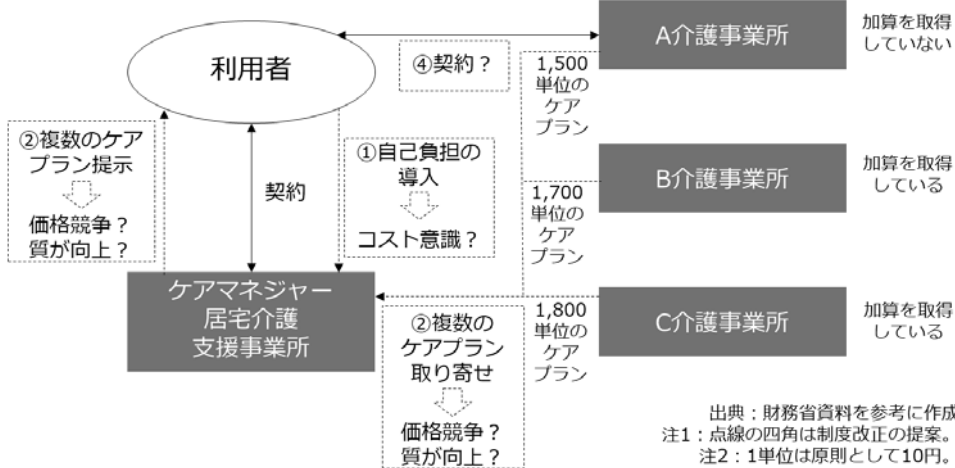 利用者
④契約？
A介護事業所
加算を取得
していない
1,500
単位の
ケア
プラン
②複数のケア
プラン提示
価格競争？
質が向上？
契約
①自己負担の
導入
コスト意識？
B介護事業所
加算を取得
している
1,700
単位の
ケア
プラン
ケアマネジャー
居宅介護
支援事業所
②複数の
ケアプラン
取り寄せ
価格競争？
質が向上？
1,800
単位の
ケア
プラン
C介護事業所
加算を取得
している
出典：財務省資料を参考に作成
注1：点線の四角は制度改正の提案。
注2：1単位は原則として10円。